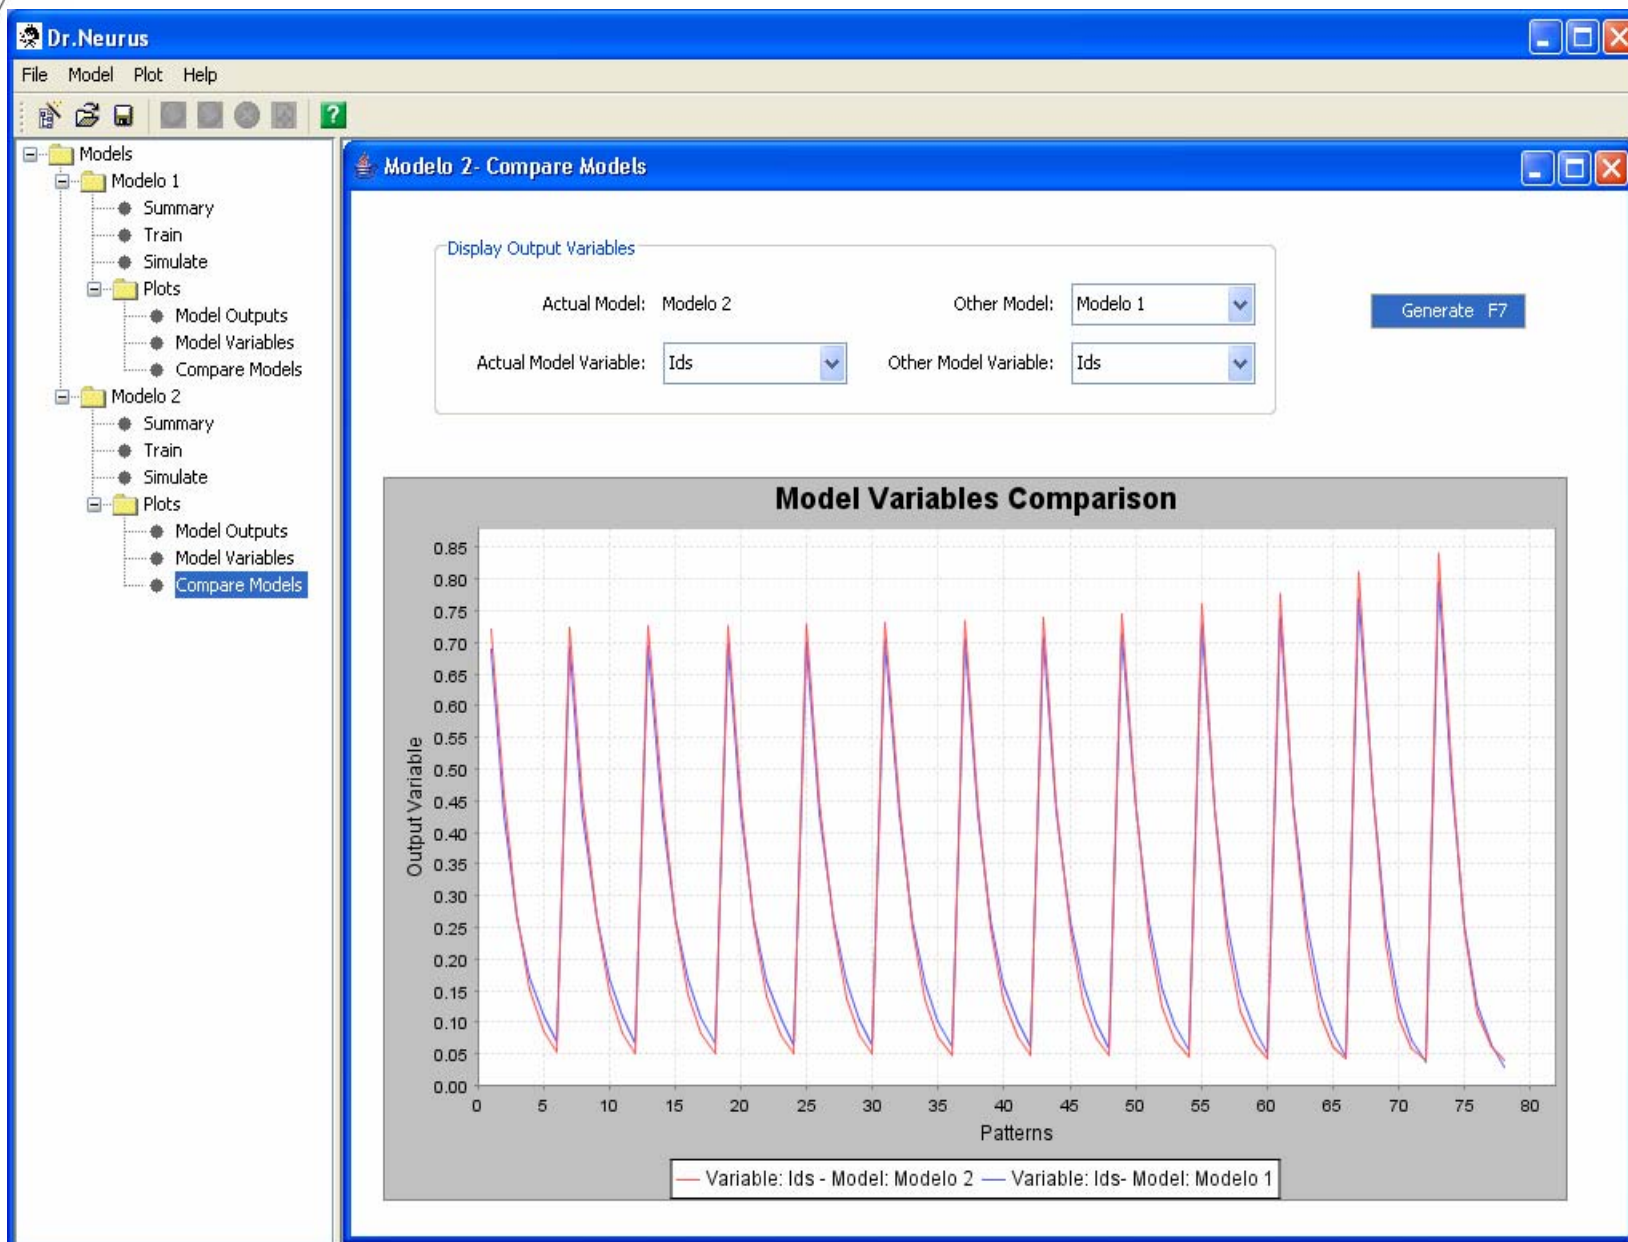 Dr.Neurus
File Model Plot Help
?
Models
Modelo 1
Summary
Train
Simulate
Plots
Model Outputs
Model Variables
Compare Models
Modelo 2
Summary
Train
Simulate
Plots
Model Outputs
Model Variables
Compare Models
Modelo 2- Compare Models
Display Output Variables
Actual Model: Modelo 2 Other Model: Modelo 1
Generate F7
Actual Model Variable: Ids Other Model Variable: Ids
Model Variables Comparison
Output Variable
0.85
0.80
0.75
0.70
0.65
0.60
0.55
0.50
0.45
0.40
0.35
0.30
0.25
0.20
0.15
0.10
0.05
0.00
0 5 10 15 20 25 30 35 40 45 50 55 60 65 70 75 80
Patterns
Variable: Ids - Model: Modelo 2 Variable: Ids- Model: Modelo 1